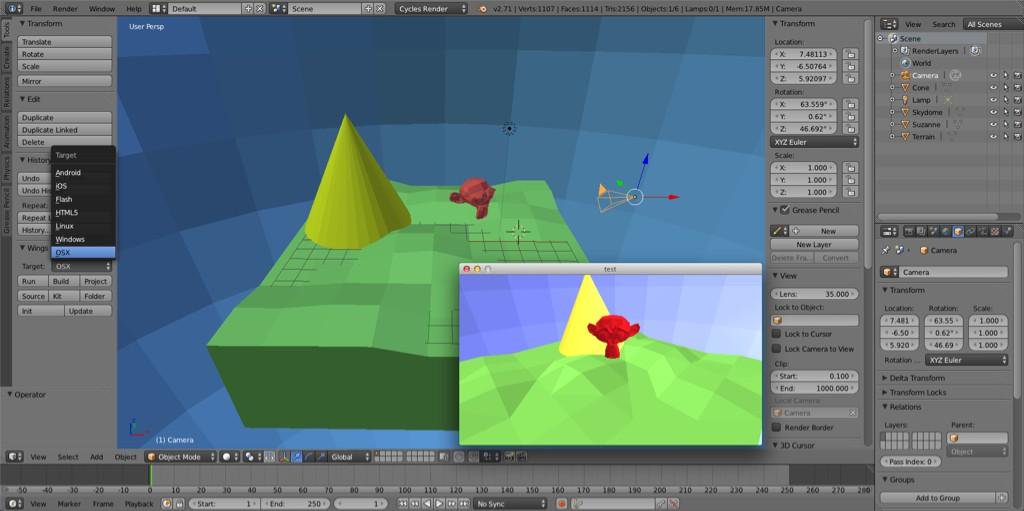 File Render Window Help Default Scene Cycles Render v2.71 | Verts:1107 | Faces:1114 | Tris:2156 | Objects:1/6 | Lamps:0/1 | Mem:17.85M | Camera
Tools
Create
Relations
Animation
Physics
Grease Pencil
Transform
Translate
Rotate
Scale
Mirror
Edit
Duplicate
Duplicate Linked
Delete
History
Undo
Undo His
Repeat:
Repeat L
History...
Wings
Target
Android
iOS
Flash
HTML5
Linux
Windows
OSX
Target: OSX
Run Build Project
Source Kit Folder
Init Update
Operator
User Persp
(1) Camera
test
Transform
Location:
X: 7.48113
Y: -6.50764
Z: 5.92097
Rotation:
X: 63.559°
Y: 0.62°
Z: 46.692°
XYZ Euler
Scale:
X: 1.000
Y: 1.000
Z: 1.000
Grease Pencil
New
New Layer
Delete Fra... Convert
View
Lens: 35.000
Lock to Object:
Lock to Cursor
Lock Camera to View
Clip:
Start: 0.100
End: 1000.000
Local Camera:
Camera
Render Border
3D Cursor
View Search All Scenes
Scene
RenderLayers
World
Camera
Cone
Lamp
Skydome
Suzanne
Terrain
Camera
Camera
Transform
Location: Rotation: Scale:
7.481 63.55 1.000
-6.50 0.62° 1.000
5.920 46.69 1.000
Rotation ... XYZ Euler
Delta Transform
Transform Locks
Relations
Layers: Parent:
Object
Pass Index: 0
Groups
Add to Group
View Select Add Object Object Mode Global
-50 -40 -30 -20 -10 0 10 20 30 40 50 60 70 80 90 100 110 120 130 140 150 160 170 180 190 200 210 220 230 240 250 260 270 280
View Marker Frame Playback Start: 1 End: 250 1 No Sync